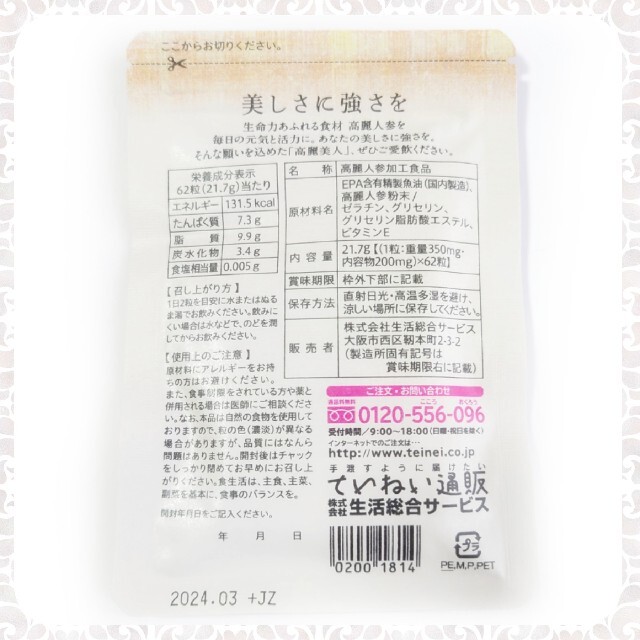 ここからお切りください。
美しさに強さを
生命力あふれる食材 高麗人参を
毎日の元気と活力に。あなたの美しさに強さを。
そんな願いを込めた「高麗美人」、ぜひご愛飲ください。
栄養成分表示
62粒(21.7g)当たり
エネルギー 131.5 kcal
たんぱく質 7.3 g
脂質 9.9 g
炭水化物 3.4 g
食塩相当量 0.005 g
【召し上がり方】
1日2粒を目安に水またはぬる
ま湯でお飲みください。飲みに
くい場合は水などで、のどを潤
してからお飲みください。
【使用上のご注意】
原材料にアレルギーをお持
ちの方はお避けください。
また、食事制限をされている方や薬と
併用される場合は医師にご相談くださ
い。なお、本品は自然の食物を使用して
おりますので、粒の色(濃淡)が異なる
場合がありますが、品質にはなんら
問題はありません。開封後はチャック
をしっかり閉めてお早めにお召し上
がりください。食生活は、主食、主菜、
副菜を基本に、食事のバランスを。
開封年月日をご記入ください。
年 月 日
名称 高麗人参加工食品
原材料名 EPA含有精製魚油(国内製造)、
高麗人参粉末/
ゼラチン、グリセリン、
グリセリン脂肪酸エステル、
ビタミンE
内容量 21.7g【(1粒:重量350mg・
内容物200mg)×62粒】
賞味期限 枠外下部に記載
保存方法 直射日光・高温多湿を避け、
涼しい場所に保存してください。
販売者 株式会社生活総合サービス
大阪市西区靭本町2-3-2
(製造所固有記号は
賞味期限右に記載)
ご注文・お問い合わせ
通話料無料 こころ おくろう
0120-556-096
受付時間/9:00〜18:00(日曜・祝日を除く)
インターネットでのご注文は…
http://www.teinei.co.jp
手渡すように届けたい
ていねい通販
株式会社 生活総合サービス
0200 1814
プラ
PE.M.P.PET
2024.03 +JZ